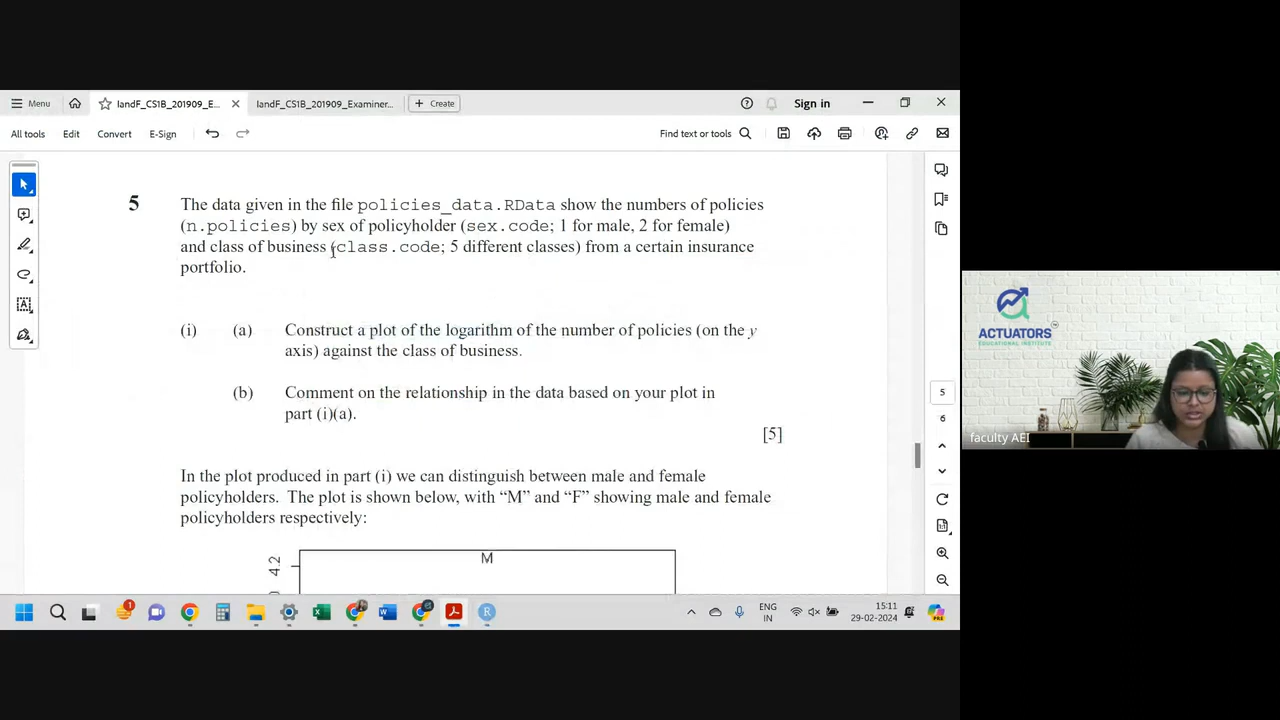 Menu
IandF_CS1B_201909_E...
IandF_CS1B_201909_Examiner...
Create
Sign in
All tools
Edit
Convert
E-Sign
Find text or tools
5
The data given in the file policies_data.RData show the numbers of policies
(n.policies) by sex of policyholder (sex.code; 1 for male, 2 for female)
and class of business (class.code; 5 different classes) from a certain insurance
portfolio.
(i) (a) Construct a plot of the logarithm of the number of policies (on the y
axis) against the class of business.
(b) Comment on the relationship in the data based on your plot in
part (i)(a).
[5]
In the plot produced in part (i) we can distinguish between male and female
policyholders. The plot is shown below, with “M” and “F” showing male and female
policyholders respectively:
4.2
M
5
6
ACTUATORS
EDUCATIONAL INSTITUTE
faculty AEI
ENG
IN
15:11
29-02-2024